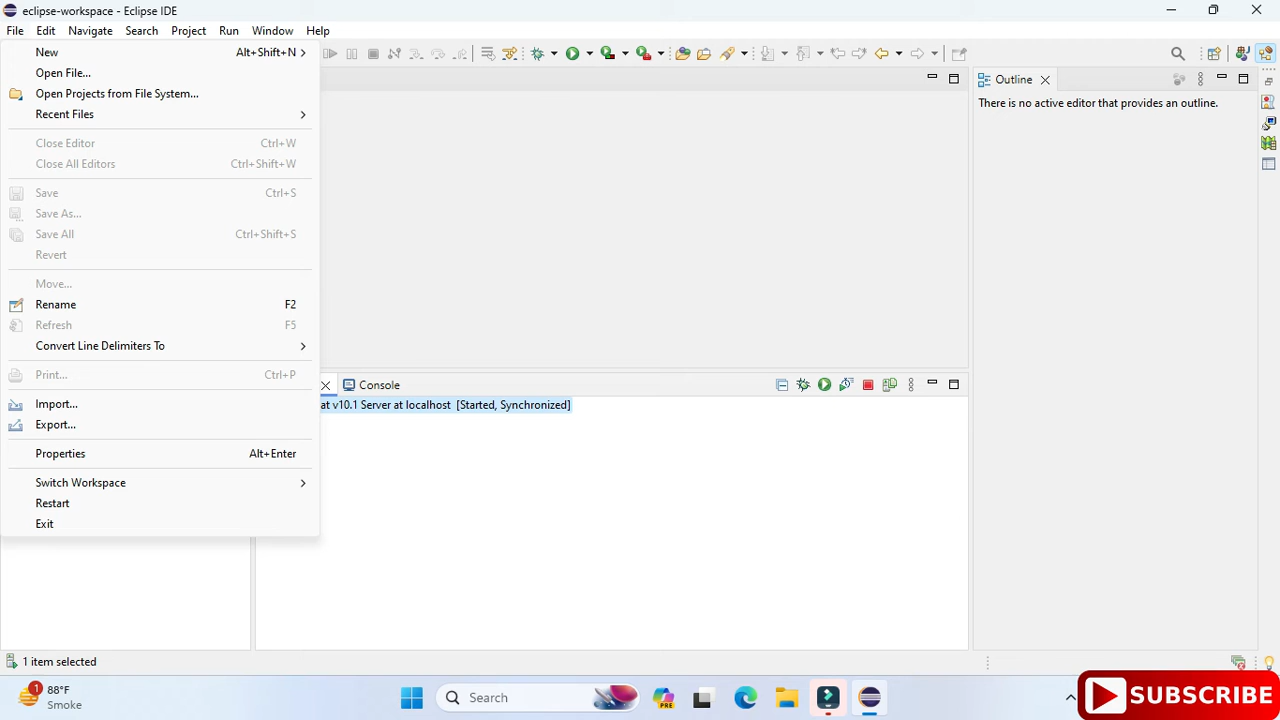 eclipse-workspace - Eclipse IDE
File Edit Navigate Search Project Run Window Help
New Alt+Shift+N
Open File...
Open Projects from File System...
Recent Files
Close Editor Ctrl+W
Close All Editors Ctrl+Shift+W
Save Ctrl+S
Save As...
Save All Ctrl+Shift+S
Revert
Move...
Rename F2
Refresh F5
Convert Line Delimiters To
Print... Ctrl+P
Import...
Export...
Properties Alt+Enter
Switch Workspace
Restart
Exit
Console
at v10.1 Server at localhost [Started, Synchronized]
Outline
There is no active editor that provides an outline.
1 item selected
1
88°F
Smoke
Search
PRE
SUBSCRIBE